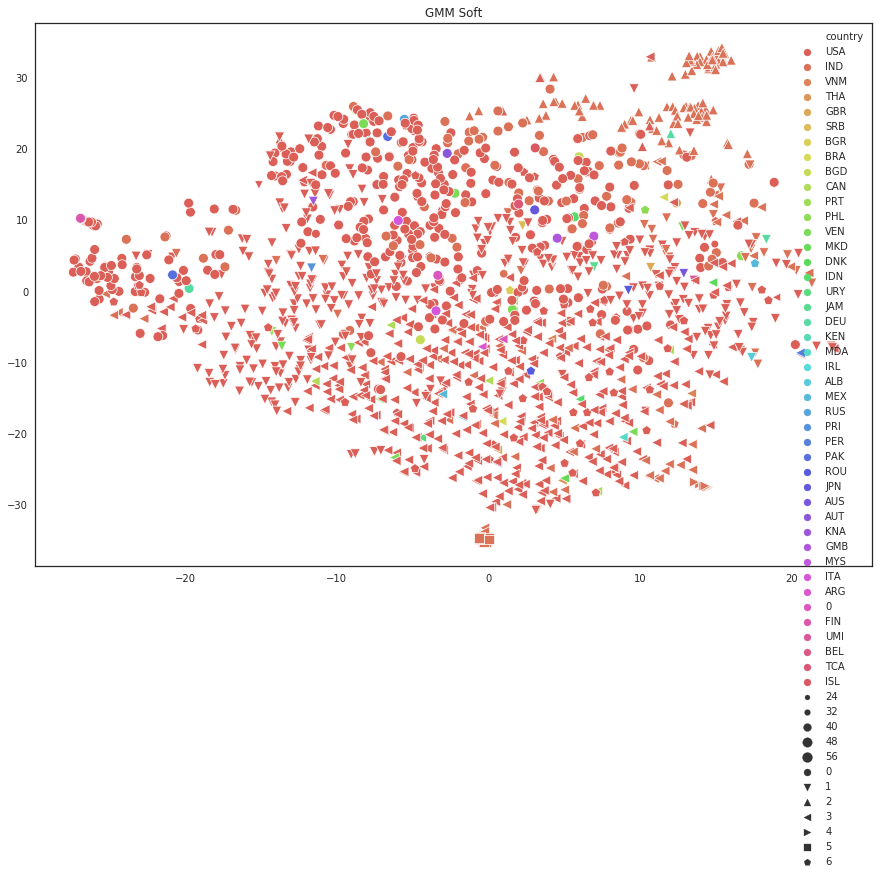 GMM Soft
30
20
10
0
−10
−20
−30
−20
−10
0
10
20
country
USA
IND
VNM
THA
GBR
SRB
BGR
BRA
BGD
CAN
PRT
PHL
VEN
MKD
DNK
IDN
URY
JAM
DEU
KEN
MDA
IRL
ALB
MEX
RUS
PRI
PER
PAK
ROU
JPN
AUS
AUT
KNA
GMB
MYS
ITA
ARG
0
FIN
UMI
BEL
TCA
ISL
24
32
40
48
56
0
1
2
3
4
5
6